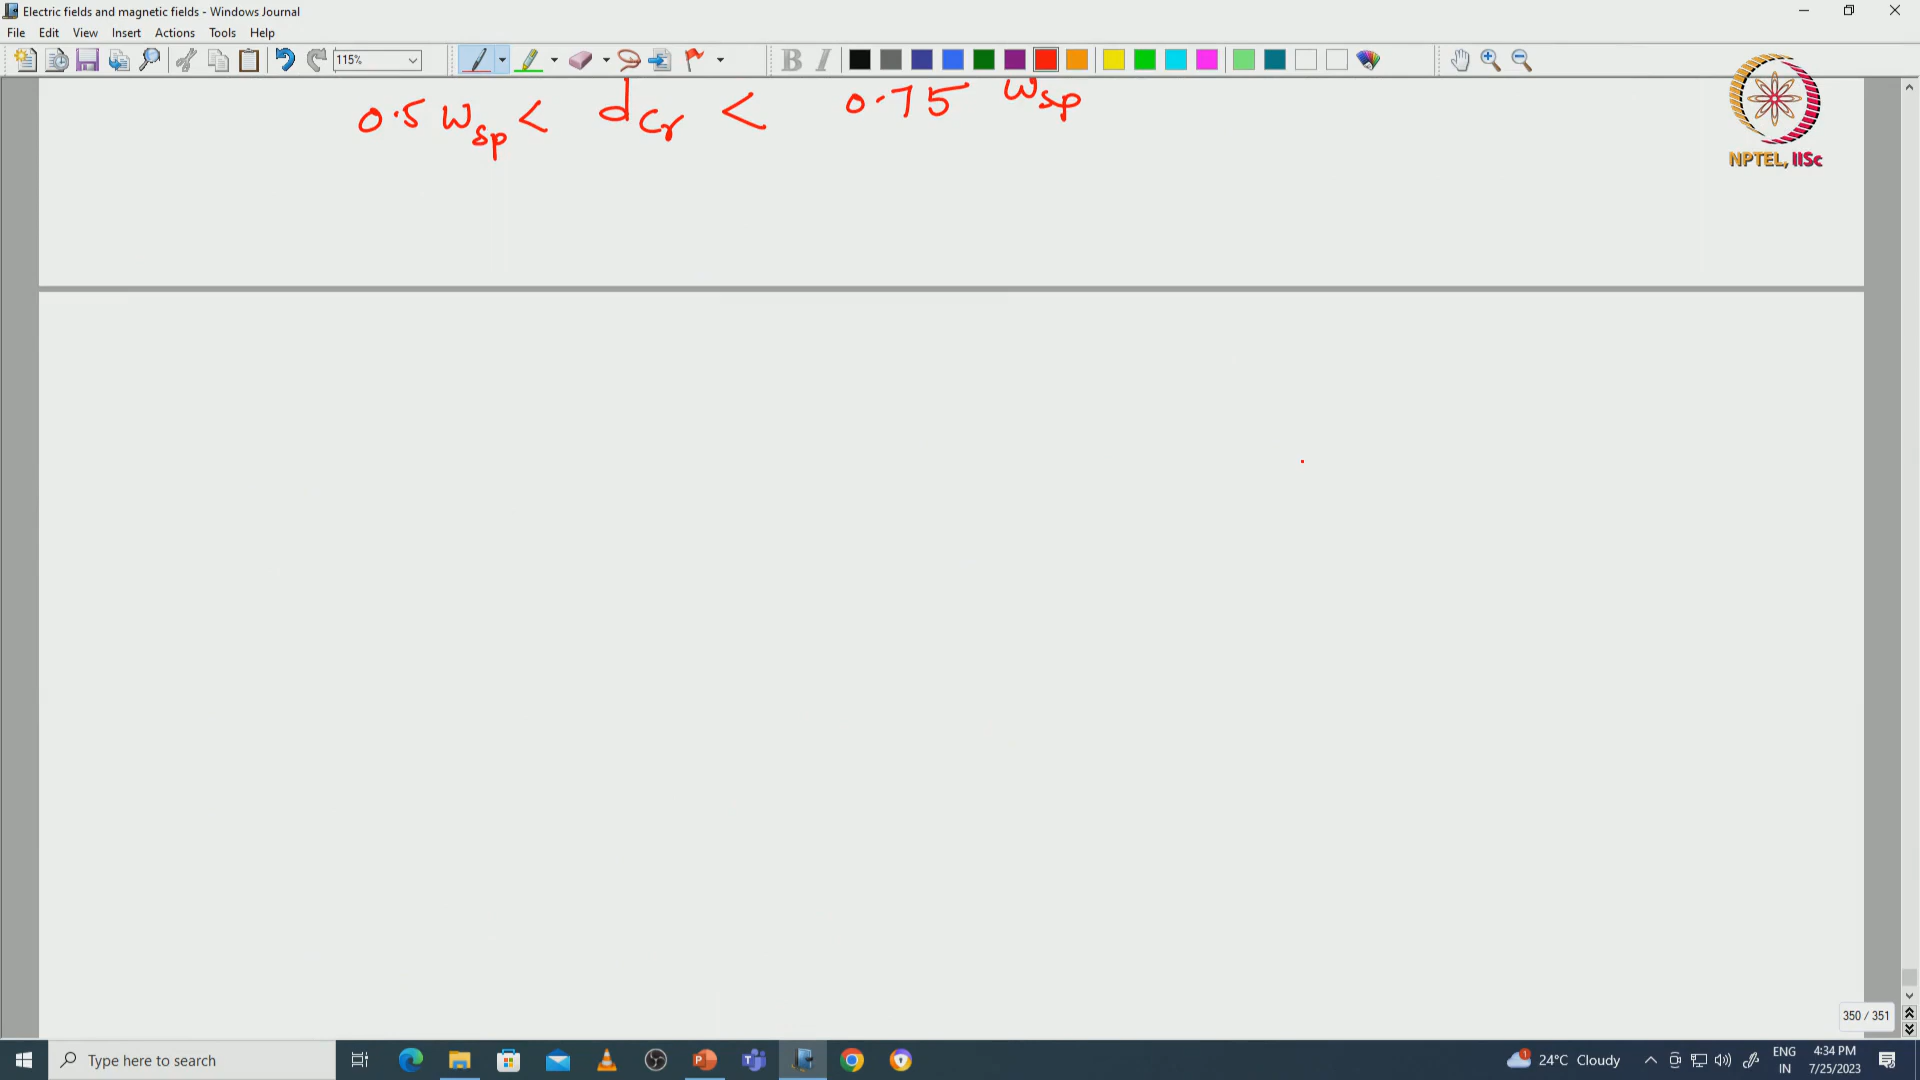 Electric fields and magnetic fields - Windows Journal
File Edit View Insert Actions Tools Help
115%
B I
0.5 wsp < dcr < 0.75 wsp
NPTEL, IISc
350 / 351
Type here to search
1
24°C Cloudy
ENG
IN
4:34 PM
7/25/2023